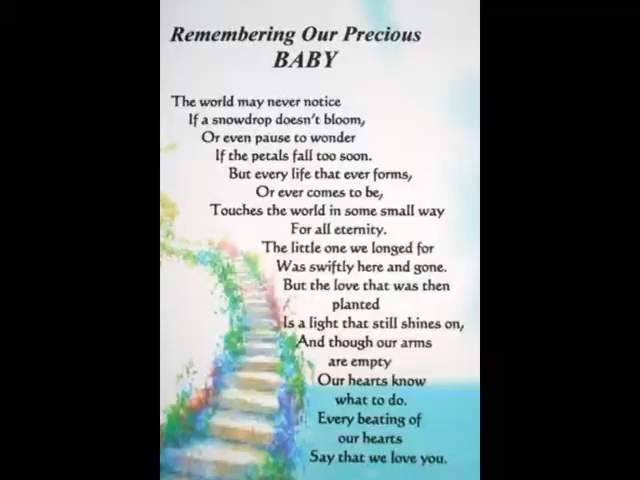 Remembering Our Precious
BABY
The world may never notice
If a snowdrop doesn't bloom,
Or even pause to wonder
If the petals fall too soon.
But every life that ever forms,
Or ever comes to be,
Touches the world in some small way
For all eternity.
The little one we longed for
Was swiftly here and gone.
But the love that was then
planted
Is a light that still shines on,
And though our arms
are empty
Our hearts know
what to do.
Every beating of
our hearts
Say that we love you.